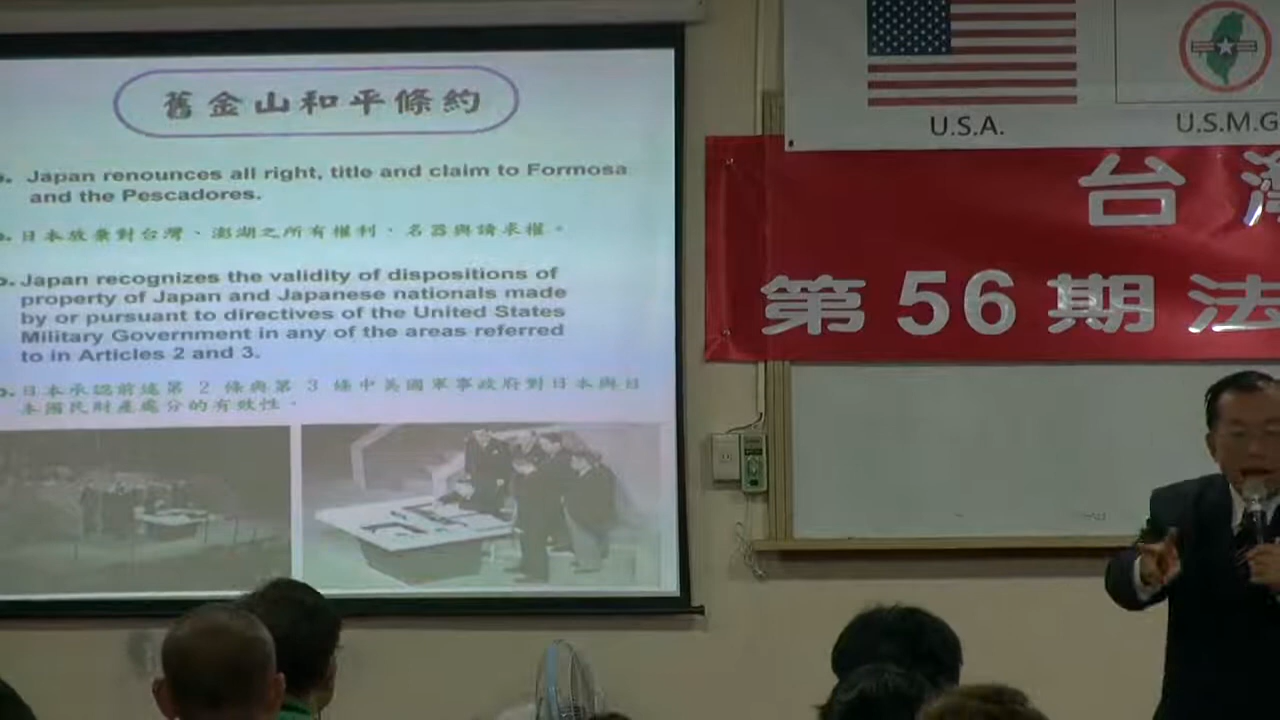 舊金山和平條約
Japan renounces all right, title and claim to Formosa
and the Pescadores.
日本放棄對台灣、澎湖之所有權利、名器與請求權。
Japan recognizes the validity of dispositions of
property of Japan and Japanese nationals made
by or pursuant to directives of the United States
Military Government in any of the areas referred
to in Articles 2 and 3.
日本承認前述第 2 條與第 3 條中美國軍事政府對日本與日
本國民財產處分的有效性。
U.S.A.
U.S.M.G
台
第56期法